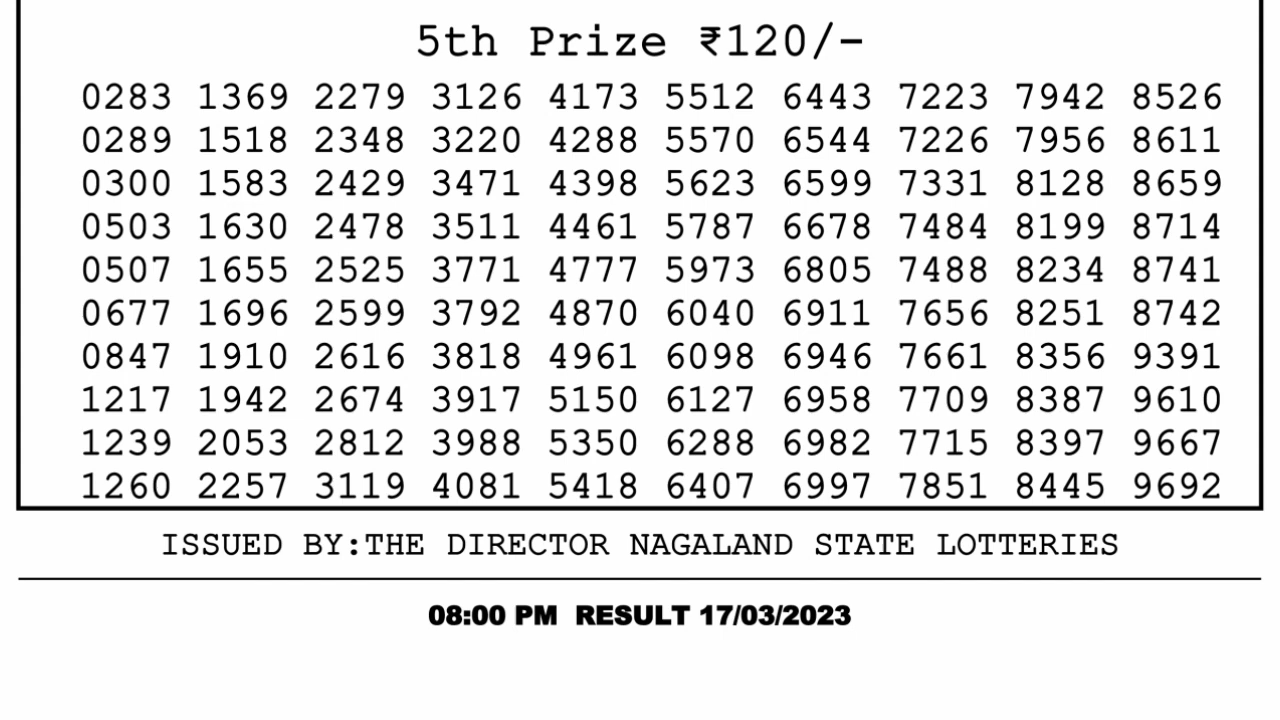 5th Prize ₹120/-
0283 1369 2279 3126 4173 5512 6443 7223 7942 8526
0289 1518 2348 3220 4288 5570 6544 7226 7956 8611
0300 1583 2429 3471 4398 5623 6599 7331 8128 8659
0503 1630 2478 3511 4461 5787 6678 7484 8199 8714
0507 1655 2525 3771 4777 5973 6805 7488 8234 8741
0677 1696 2599 3792 4870 6040 6911 7656 8251 8742
0847 1910 2616 3818 4961 6098 6946 7661 8356 9391
1217 1942 2674 3917 5150 6127 6958 7709 8387 9610
1239 2053 2812 3988 5350 6288 6982 7715 8397 9667
1260 2257 3119 4081 5418 6407 6997 7851 8445 9692
ISSUED BY:THE DIRECTOR NAGALAND STATE LOTTERIES
08:00 PM RESULT 17/03/2023